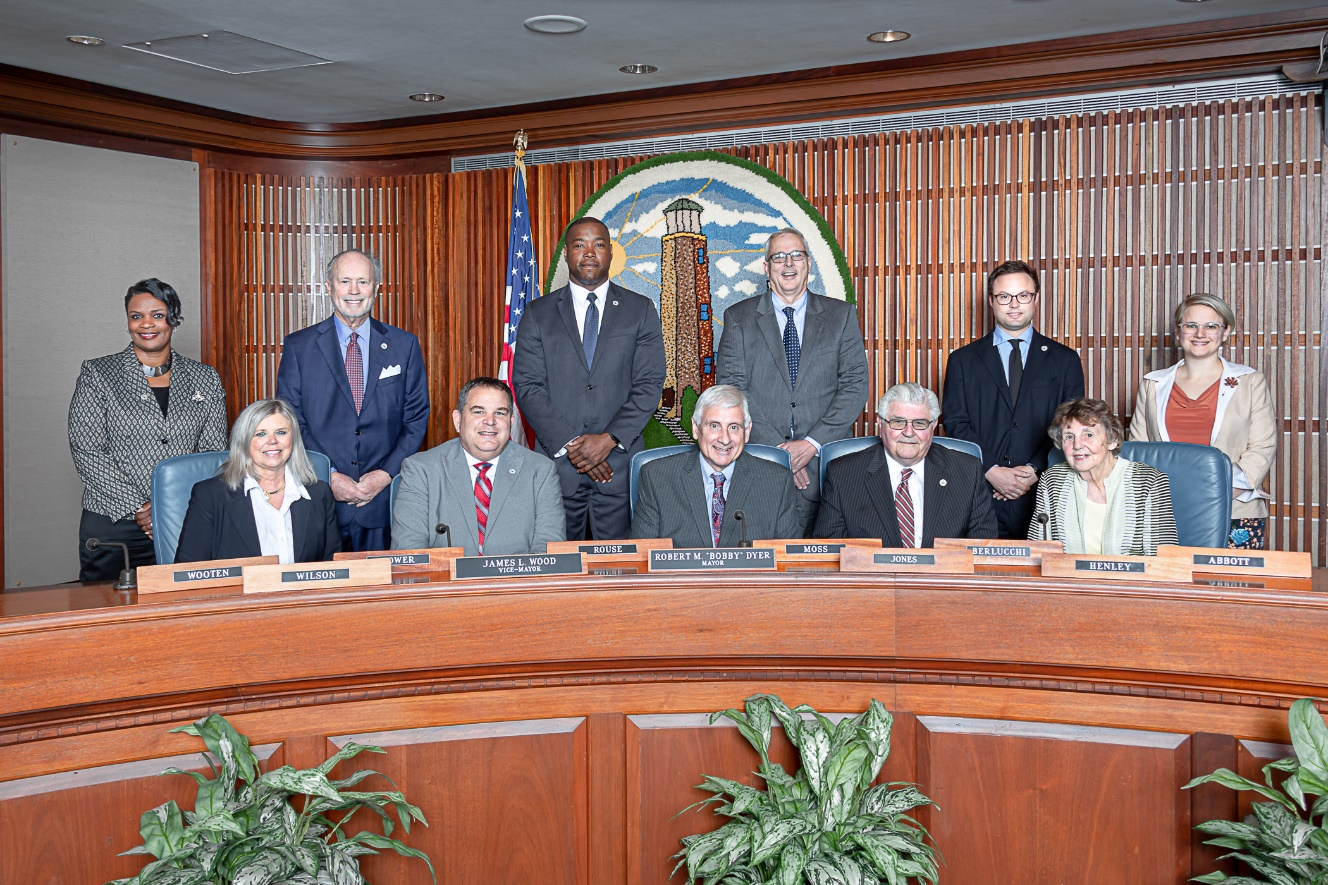 WOOTEN
WILSON
OWER
JAMES L. WOOD
VICE-MAYOR
ROUSE
ROBERT M. "BOBBY" DYER
MAYOR
MOSS
JONES
BERLUCCHI
HENLEY
ABBOTT